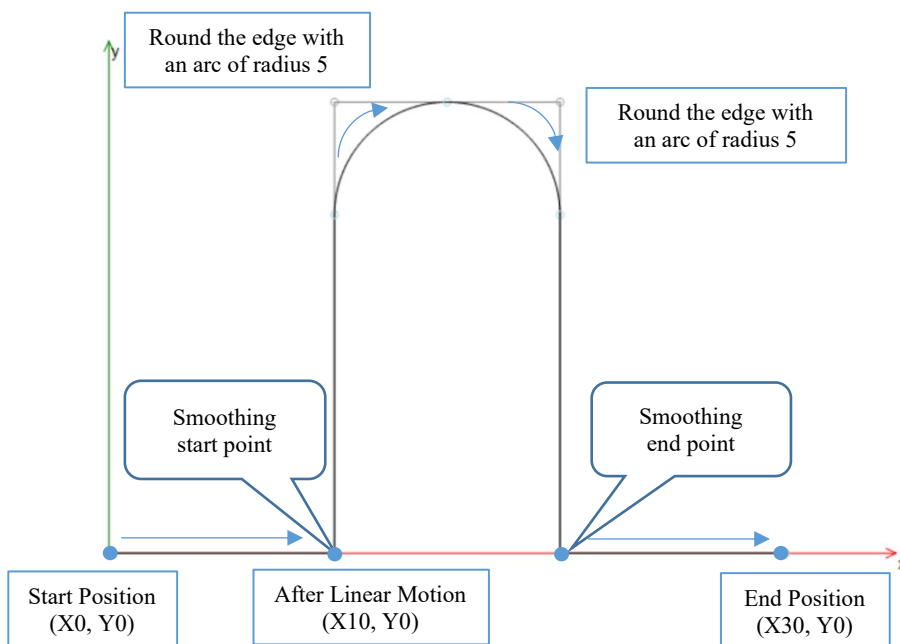 Round the edge with
an arc of radius 5
y
Round the edge with
an arc of radius 5
Smoothing
start point
Smoothing
end point
x
Start Position
(X0, Y0)
After Linear Motion
(X10, Y0)
End Position
(X30, Y0)